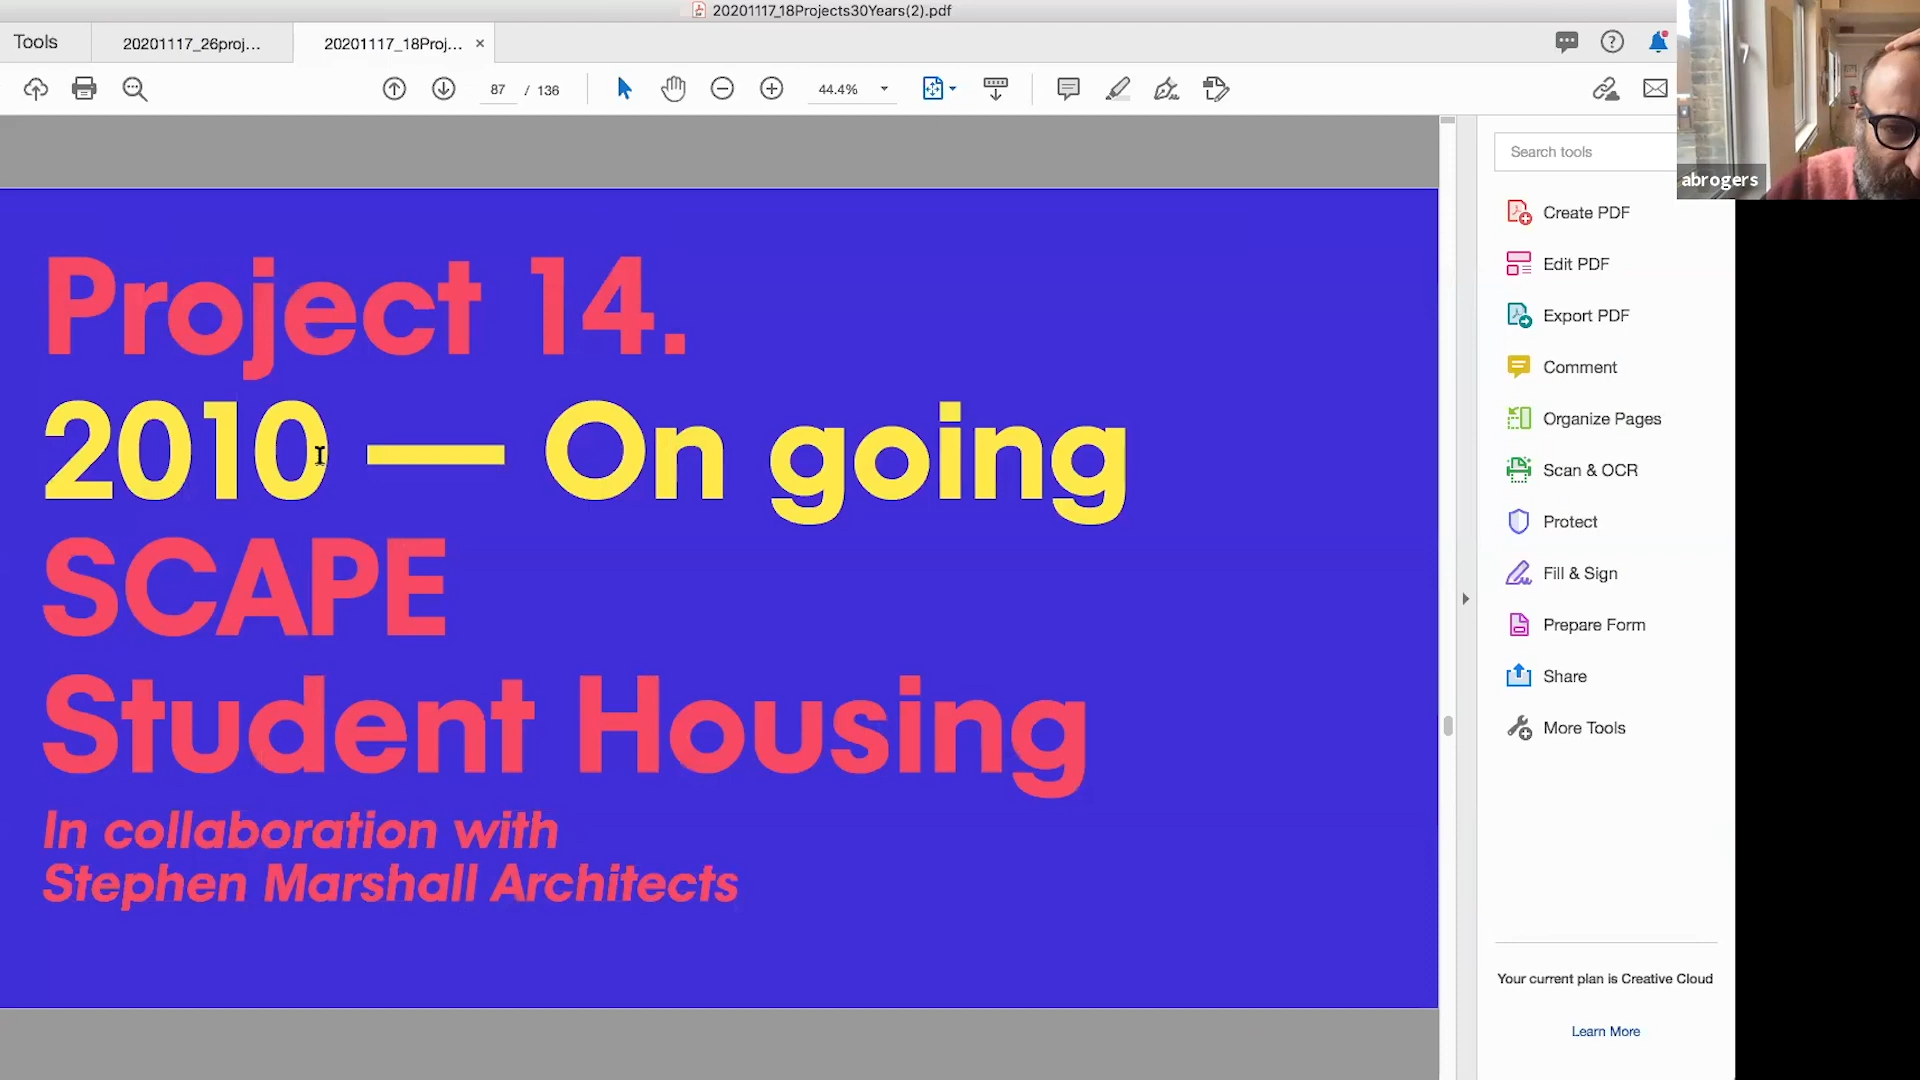 20201117_18Projects30Years(2).pdf
Tools
20201117_26proj...
20201117_18Proj...
87 / 136
44.4%
Search tools
abrogers
Create PDF
Edit PDF
Export PDF
Comment
Organize Pages
Scan & OCR
Protect
Fill & Sign
Prepare Form
Share
More Tools
Project 14.
2010 — On going
SCAPE
Student Housing
In collaboration with
Stephen Marshall Architects
Your current plan is Creative Cloud
Learn More